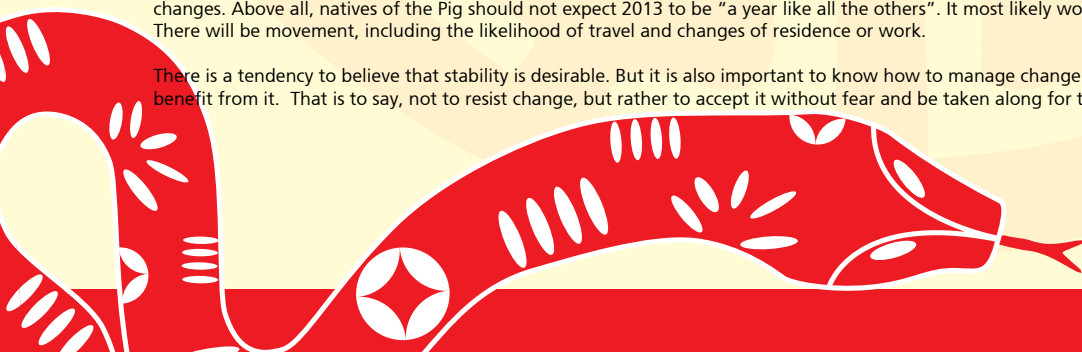 changes. Above all, natives of the Pig should not expect 2013 to be “a year like all the others”. It most likely wo
There will be movement, including the likelihood of travel and changes of residence or work.
There is a tendency to believe that stability is desirable. But it is also important to know how to manage change
benefit from it.  That is to say, not to resist change, but rather to accept it without fear and be taken along for t